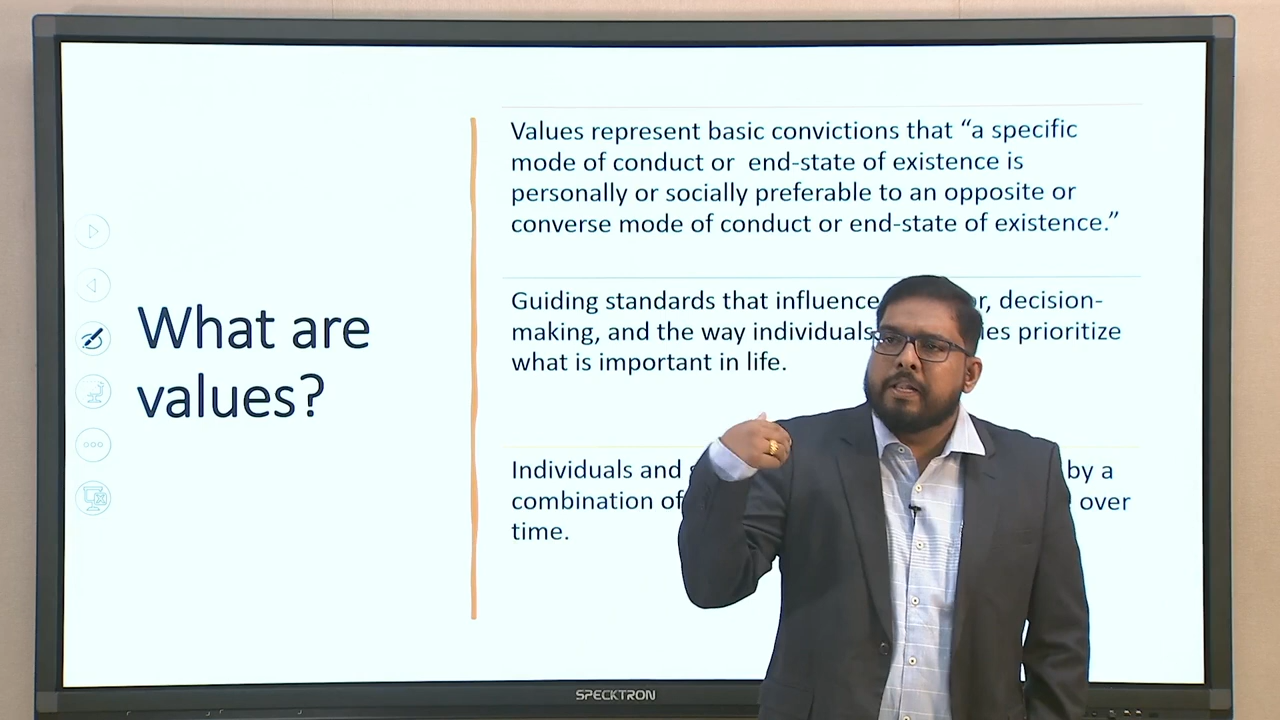 What are
values?
Values represent basic convictions that “a specific
mode of conduct or end-state of existence is
personally or socially preferable to an opposite or
converse mode of conduct or end-state of existence.”
Guiding standards that influence decision-
making, and the way individuals prioritize
what is important in life.
Individuals and by a
combination of over
time.
SPECKTRON